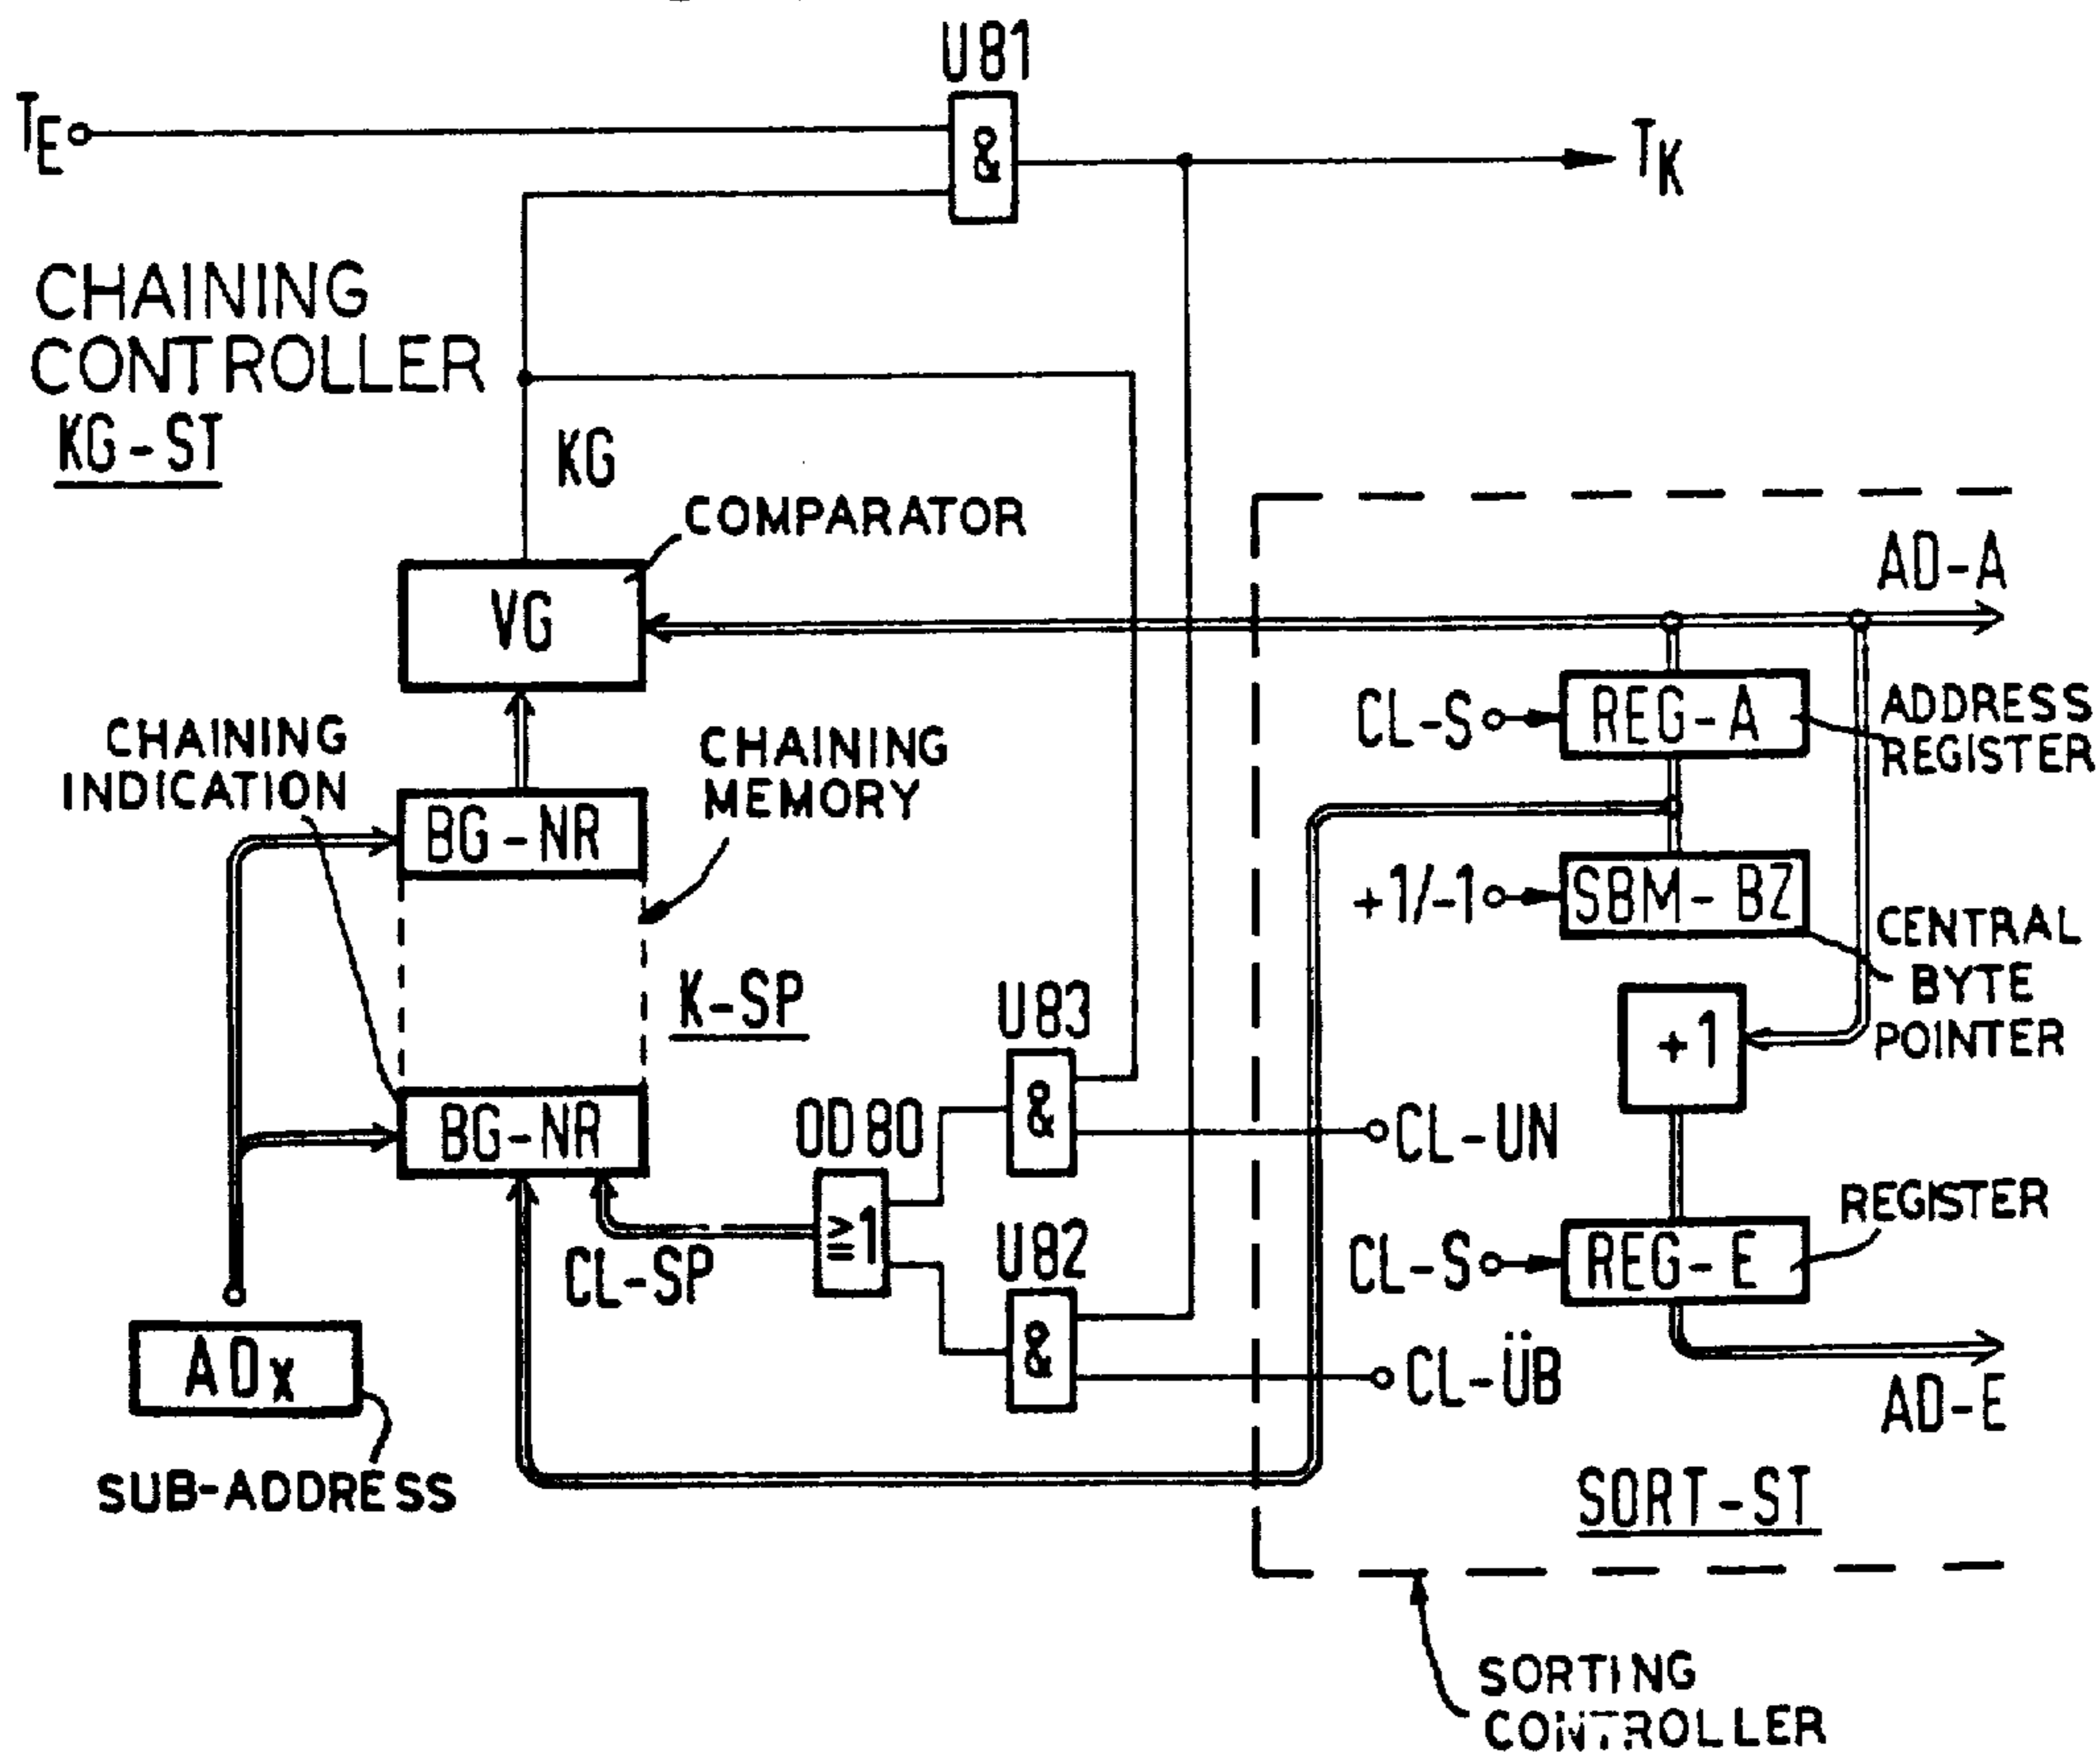 U81
TE
&
TK
CHAINING
CONTROLLER
KG-ST
KG
COMPARATOR
VG
AD-A
CL-S
REG-A
ADDRESS
REGISTER
CHAINING
INDICATION
CHAINING
MEMORY
BG-NR
+1/-1
SBM-BZ
CENTRAL
BYTE
POINTER
K-SP
U83
+1
&
BG-NR
OD80
CL-UN
≥1
CL-SP
U82
REGISTER
CL-S
REG-E
&
CL-ÜB
ADx
AD-E
SUB-ADDRESS
SORT-ST
SORTING
CONTROLLER